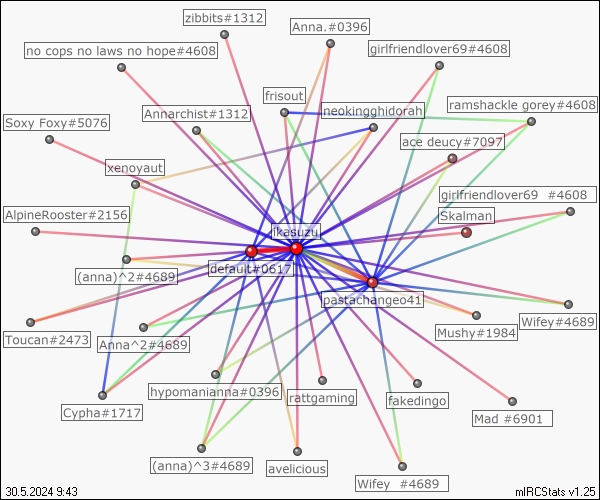 zibbits#1312
Anna.#0396
no cops no laws no hope#4608
girlfriendlover69#4608
frisout
ramshackle gorey#4608
Annarchist#1312
neokingghidorah
Soxy Foxy#5076
ace deucy#7097
xenoyaut
girlfriendlover69 #4608
AlpineRooster#2156
Skalman
ikasuzu
(anna)^2#4689
default#0617
pastachangeo41
Toucan#2473
Anna^2#4689
Mushy#1984
Wifey#4689
hypomanianna#0396
rattgaming
fakedingo
Cypha#1717
Mad #6901
(anna)^3#4689
avelicious
Wifey #4689
30.5.2024 9:43
mIRCStats v1.25